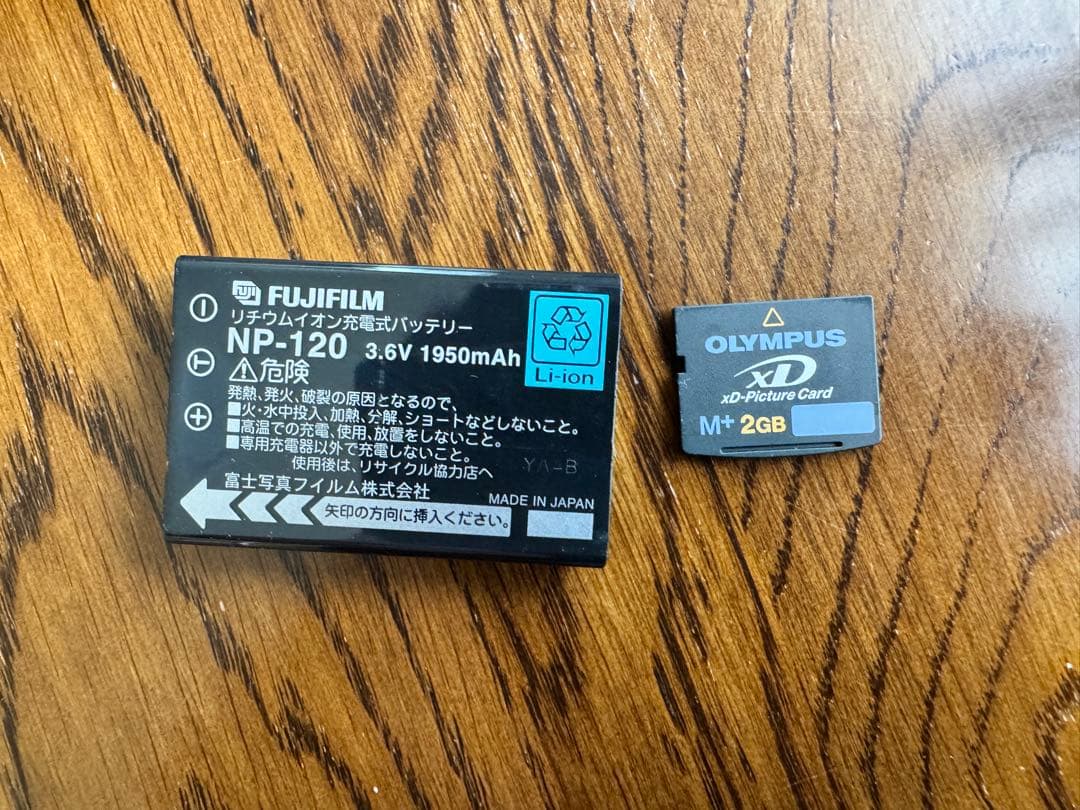 FUJI FUJIFILM
リチウムイオン充電式バッテリー
NP-120 3.6V 1950mAh
Li-ion
⚠危険
発熱、発火、破裂の原因となるので、
■火・水中投入、加熱、分解、ショートなどしないこと。
■高温での充電、使用、放置をしないこと。
■専用充電器以外で充電しないこと。
使用後は、リサイクル協力店へ
YA-B
富士写真フイルム株式会社
MADE IN JAPAN
矢印の方向に挿入ください。
OLYMPUS
xD
xD-Picture Card
M+ 2GB